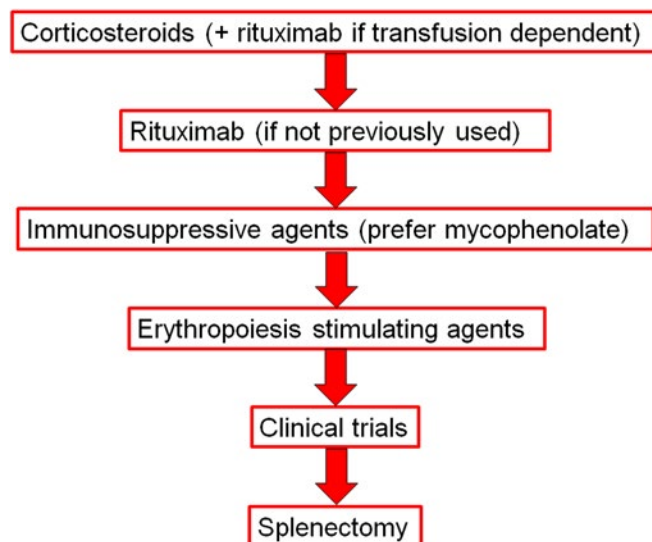 Corticosteroids (+ rituximab if transfusion dependent)
Rituximab (if not previously used)
Immunosuppressive agents (prefer mycophenolate)
Erythropoiesis stimulating agents
Clinical trials
Splenectomy